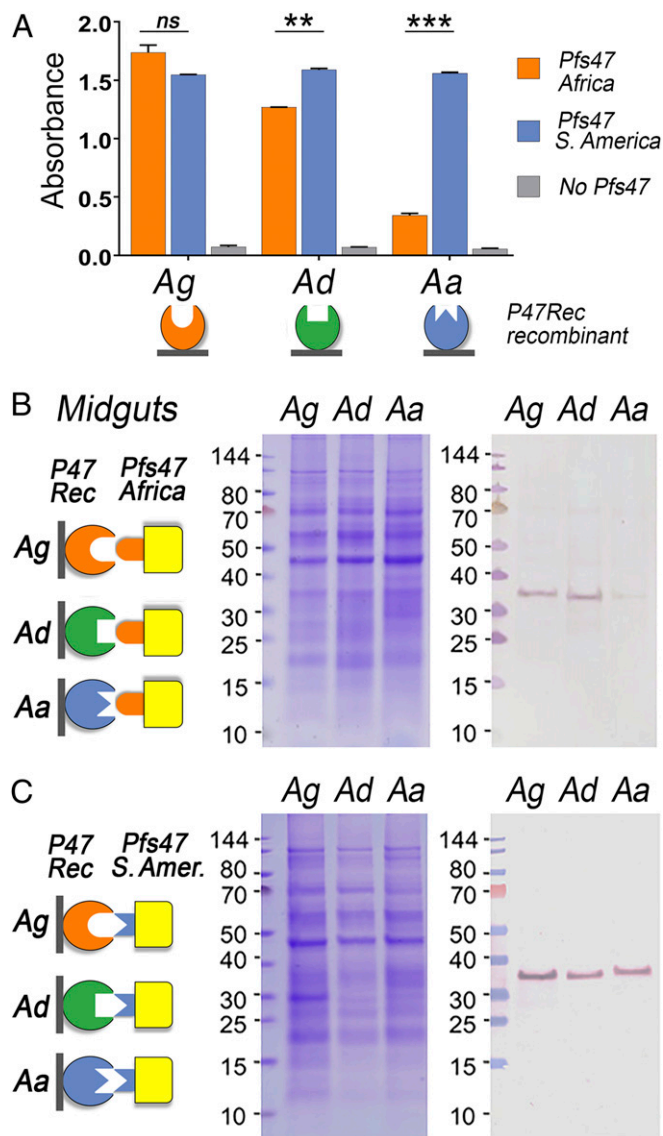 A
2.0
1.5
1.0
0.5
0.0
Absorbance
ns
**
***
Pfs47
Africa
Pfs47
S. America
No Pfs47
Ag Ad Aa
P47Rec
recombinant
B Midguts
P47 Pfs47
Rec Africa
Ag
Ad
Aa
Ag Ad Aa
144
80
70
50
40
30
25
15
10
Ag Ad Aa
144
80
70
50
40
30
25
15
10
C
P47 Pfs47
Rec S. Amer.
Ag
Ad
Aa
Ag Ad Aa
144
80
70
50
40
30
25
15
10
Ag Ad Aa
144
80
70
50
40
30
25
15
10